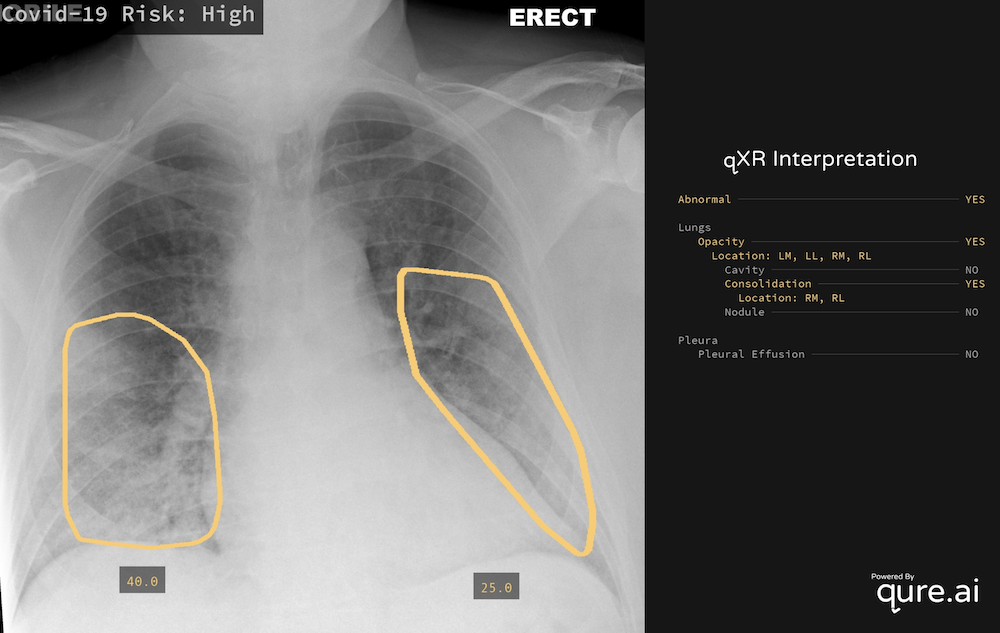 Covid-19 Risk: High
ERECT
qXR Interpretation
Abnormal YES
Lungs
Opacity YES
Location: LM, LL, RM, RL
Cavity NO
Consolidation YES
Location: RM, RL
Nodule NO
Pleura
Pleural Effusion NO
40.0
25.0
Powered By
qure.ai